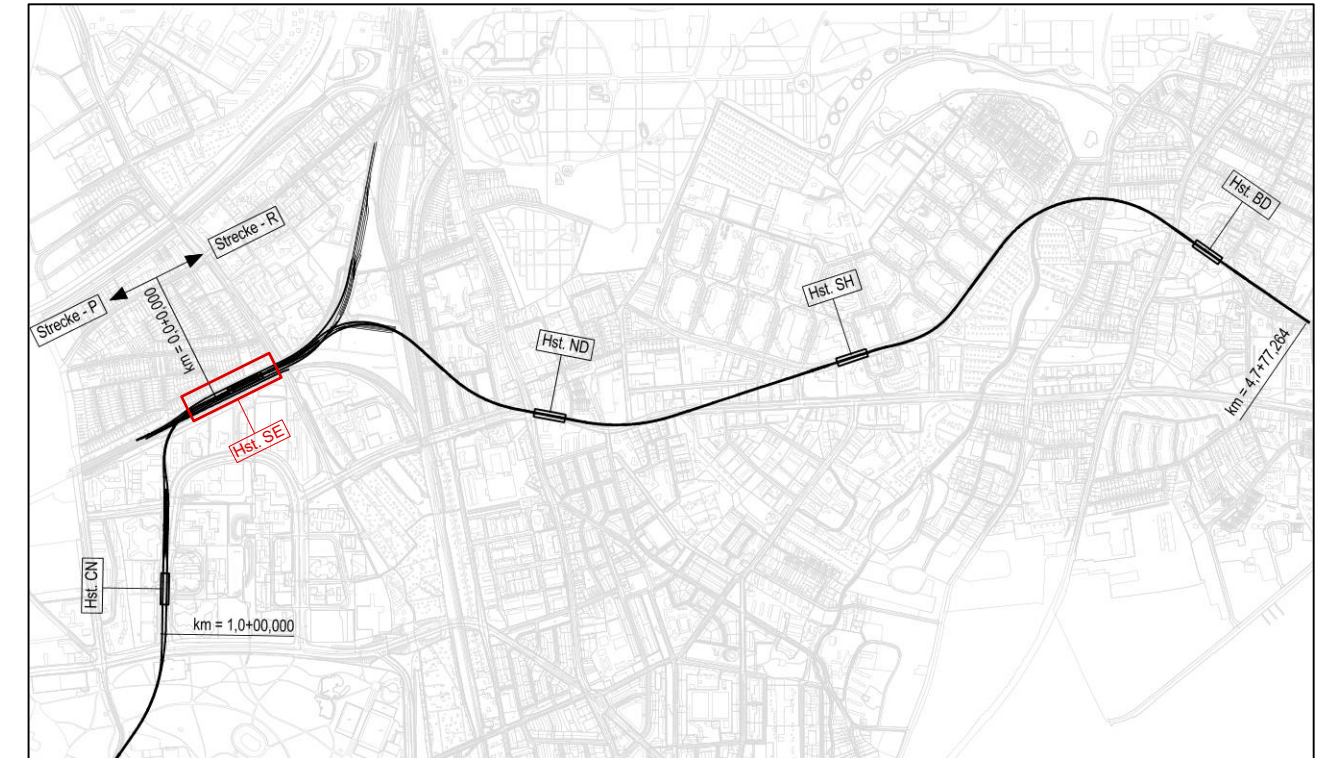 Hst. BD
Strecke - R
Strecke - P
km = 0,0+0,000
Hst. SH
Hst. ND
km = 4,7+77,264
Hst. SE
Hst. CN
km = 1,0+00,000